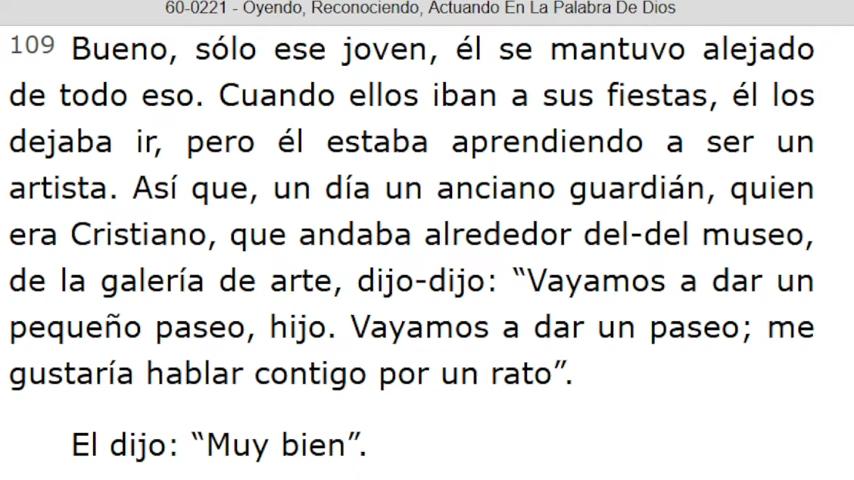 60-0221 - Oyendo, Reconociendo, Actuando En La Palabra De Dios
109 Bueno, sólo ese joven, él se mantuvo alejado
de todo eso. Cuando ellos iban a sus fiestas, él los
dejaba ir, pero él estaba aprendiendo a ser un
artista. Así que, un día un anciano guardián, quien
era Cristiano, que andaba alrededor del-del museo,
de la galería de arte, dijo-dijo: “Vayamos a dar un
pequeño paseo, hijo. Vayamos a dar un paseo; me
gustaría hablar contigo por un rato”.
El dijo: “Muy bien”.